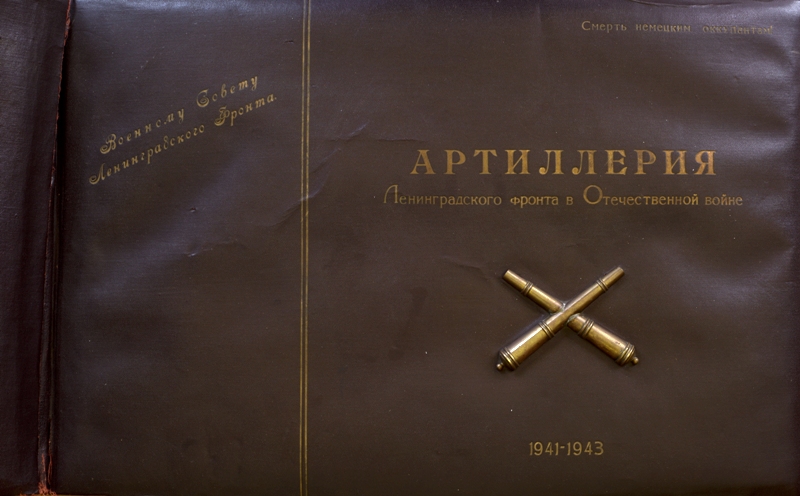 Смерть немецким оккупантам!
Военному Совету
Ленинградского Фронта.
АРТИЛЛЕРИЯ
Ленинградского фронта в Отечественной войне
1941-1943